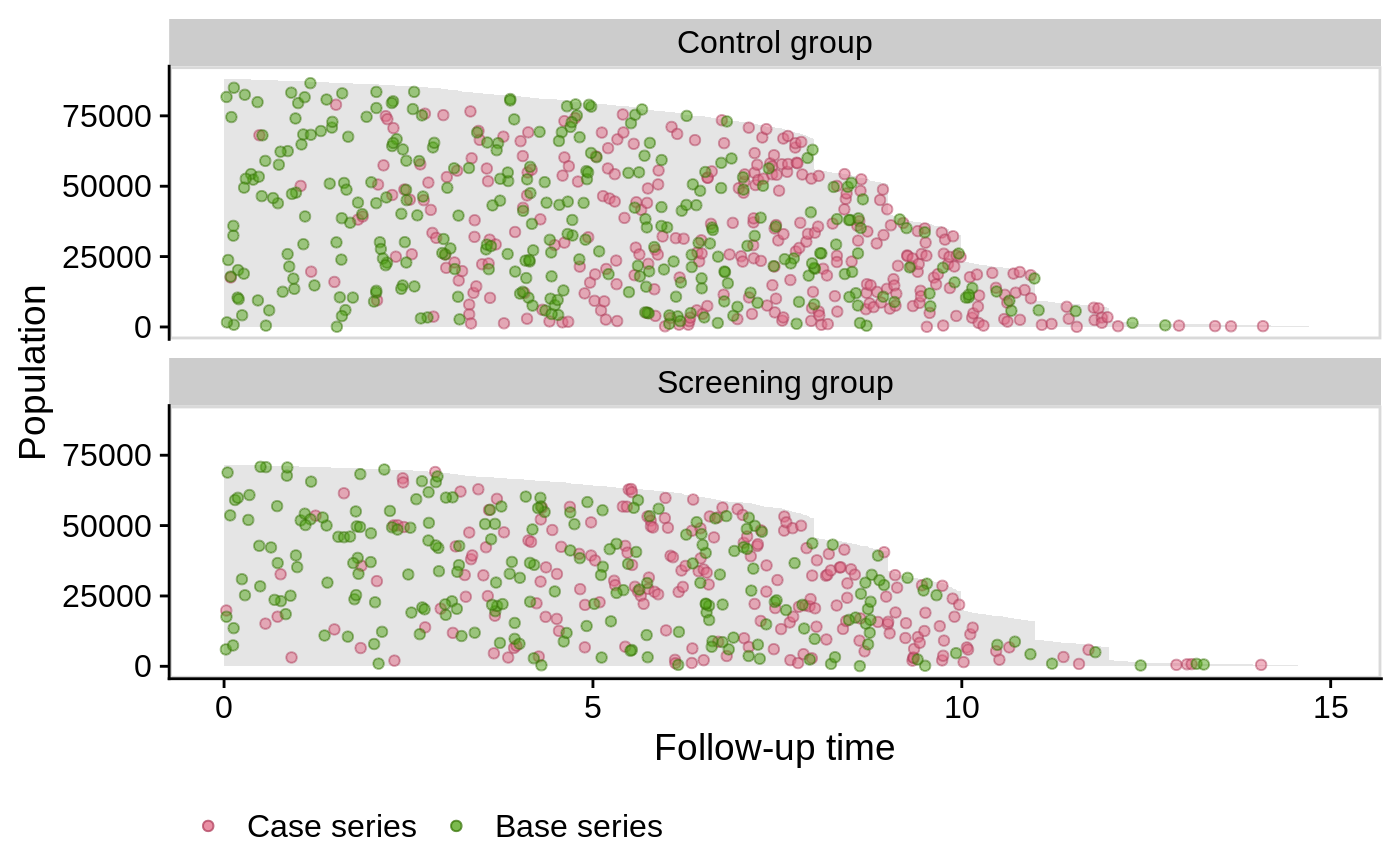 Control group
75000
50000
25000
0
Population
Screening group
75000
50000
25000
0
0 5 10 15
Follow-up time
Case series Base series